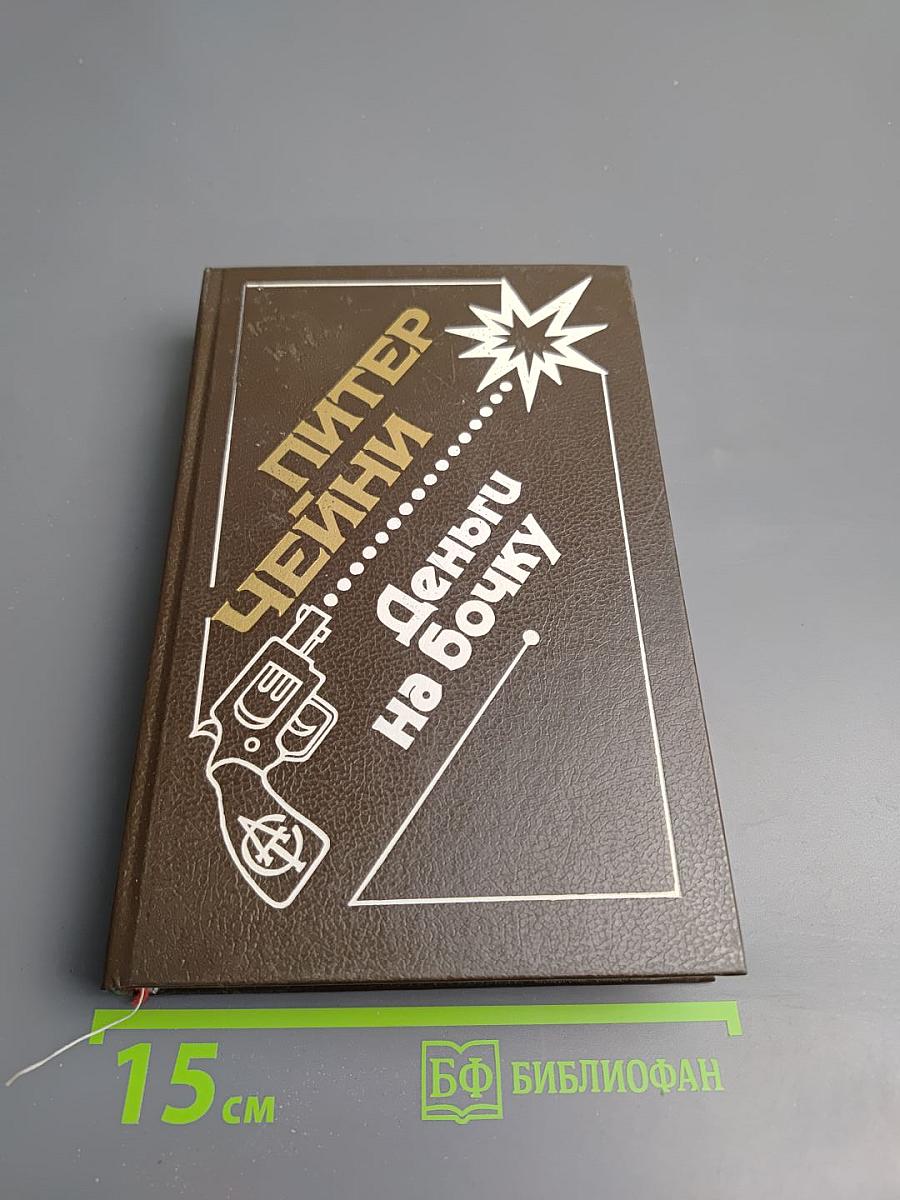 ПИТЕР
ЧЕЙНИ
Деньги
на бочку
15 см
БФ БИБЛИОФАН